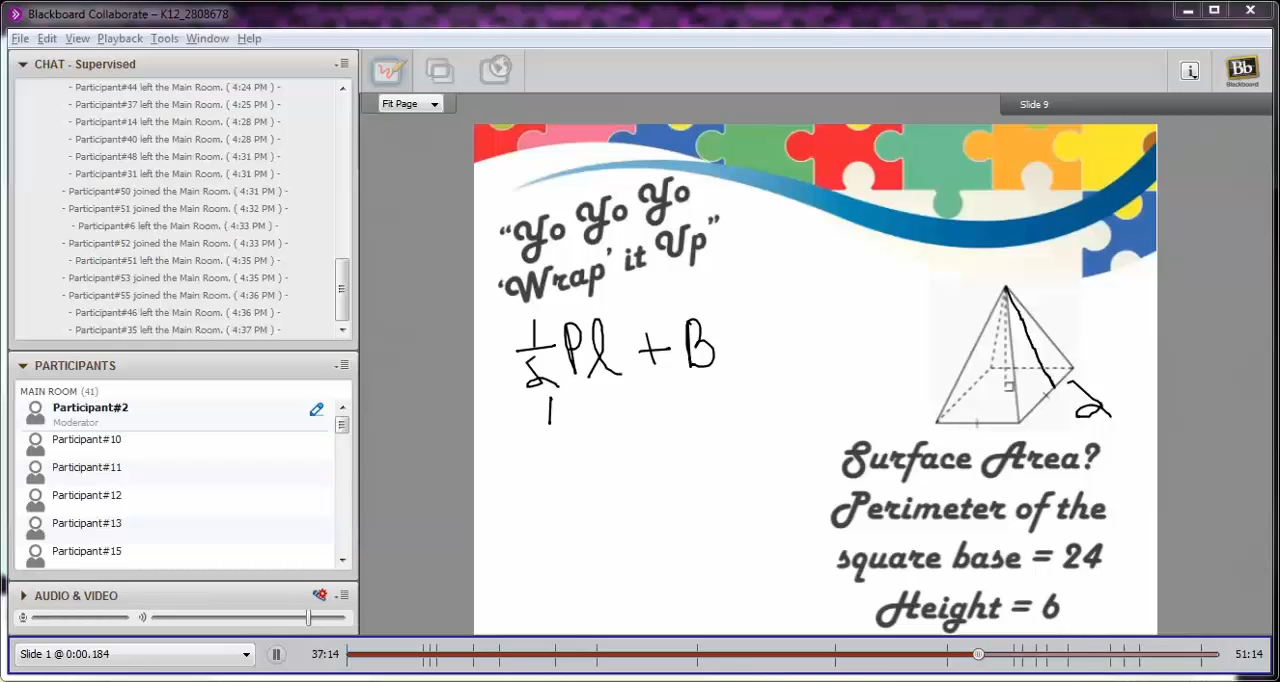 Blackboard Collaborate – K12_2808678
File Edit View Playback Tools Window Help
CHAT - Supervised
- Participant#44 left the Main Room. ( 4:24 PM ) -
- Participant#37 left the Main Room. ( 4:25 PM ) -
- Participant#14 left the Main Room. ( 4:28 PM ) -
- Participant#40 left the Main Room. ( 4:28 PM ) -
- Participant#48 left the Main Room. ( 4:31 PM ) -
- Participant#31 left the Main Room. ( 4:31 PM ) -
- Participant#50 joined the Main Room. ( 4:31 PM ) -
- Participant#51 joined the Main Room. ( 4:32 PM ) -
- Participant#6 left the Main Room. ( 4:33 PM ) -
- Participant#52 joined the Main Room. ( 4:33 PM ) -
- Participant#51 left the Main Room. ( 4:35 PM ) -
- Participant#53 joined the Main Room. ( 4:35 PM ) -
- Participant#55 joined the Main Room. ( 4:36 PM ) -
- Participant#46 left the Main Room. ( 4:36 PM ) -
- Participant#35 left the Main Room. ( 4:37 PM ) -
PARTICIPANTS
MAIN ROOM (41)
Participant#2
Moderator
Participant#10
Participant#11
Participant#12
Participant#13
Participant#15
AUDIO & VIDEO
Slide 1 @ 0:00.184
37:14
51:14
Fit Page
Slide 9
Bb
Blackboard
“Yo Yo Yo
‘Wrap’ it Up”
1/2 Pl + B
1
2
Surface Area?
Perimeter of the
square base = 24
Height = 6